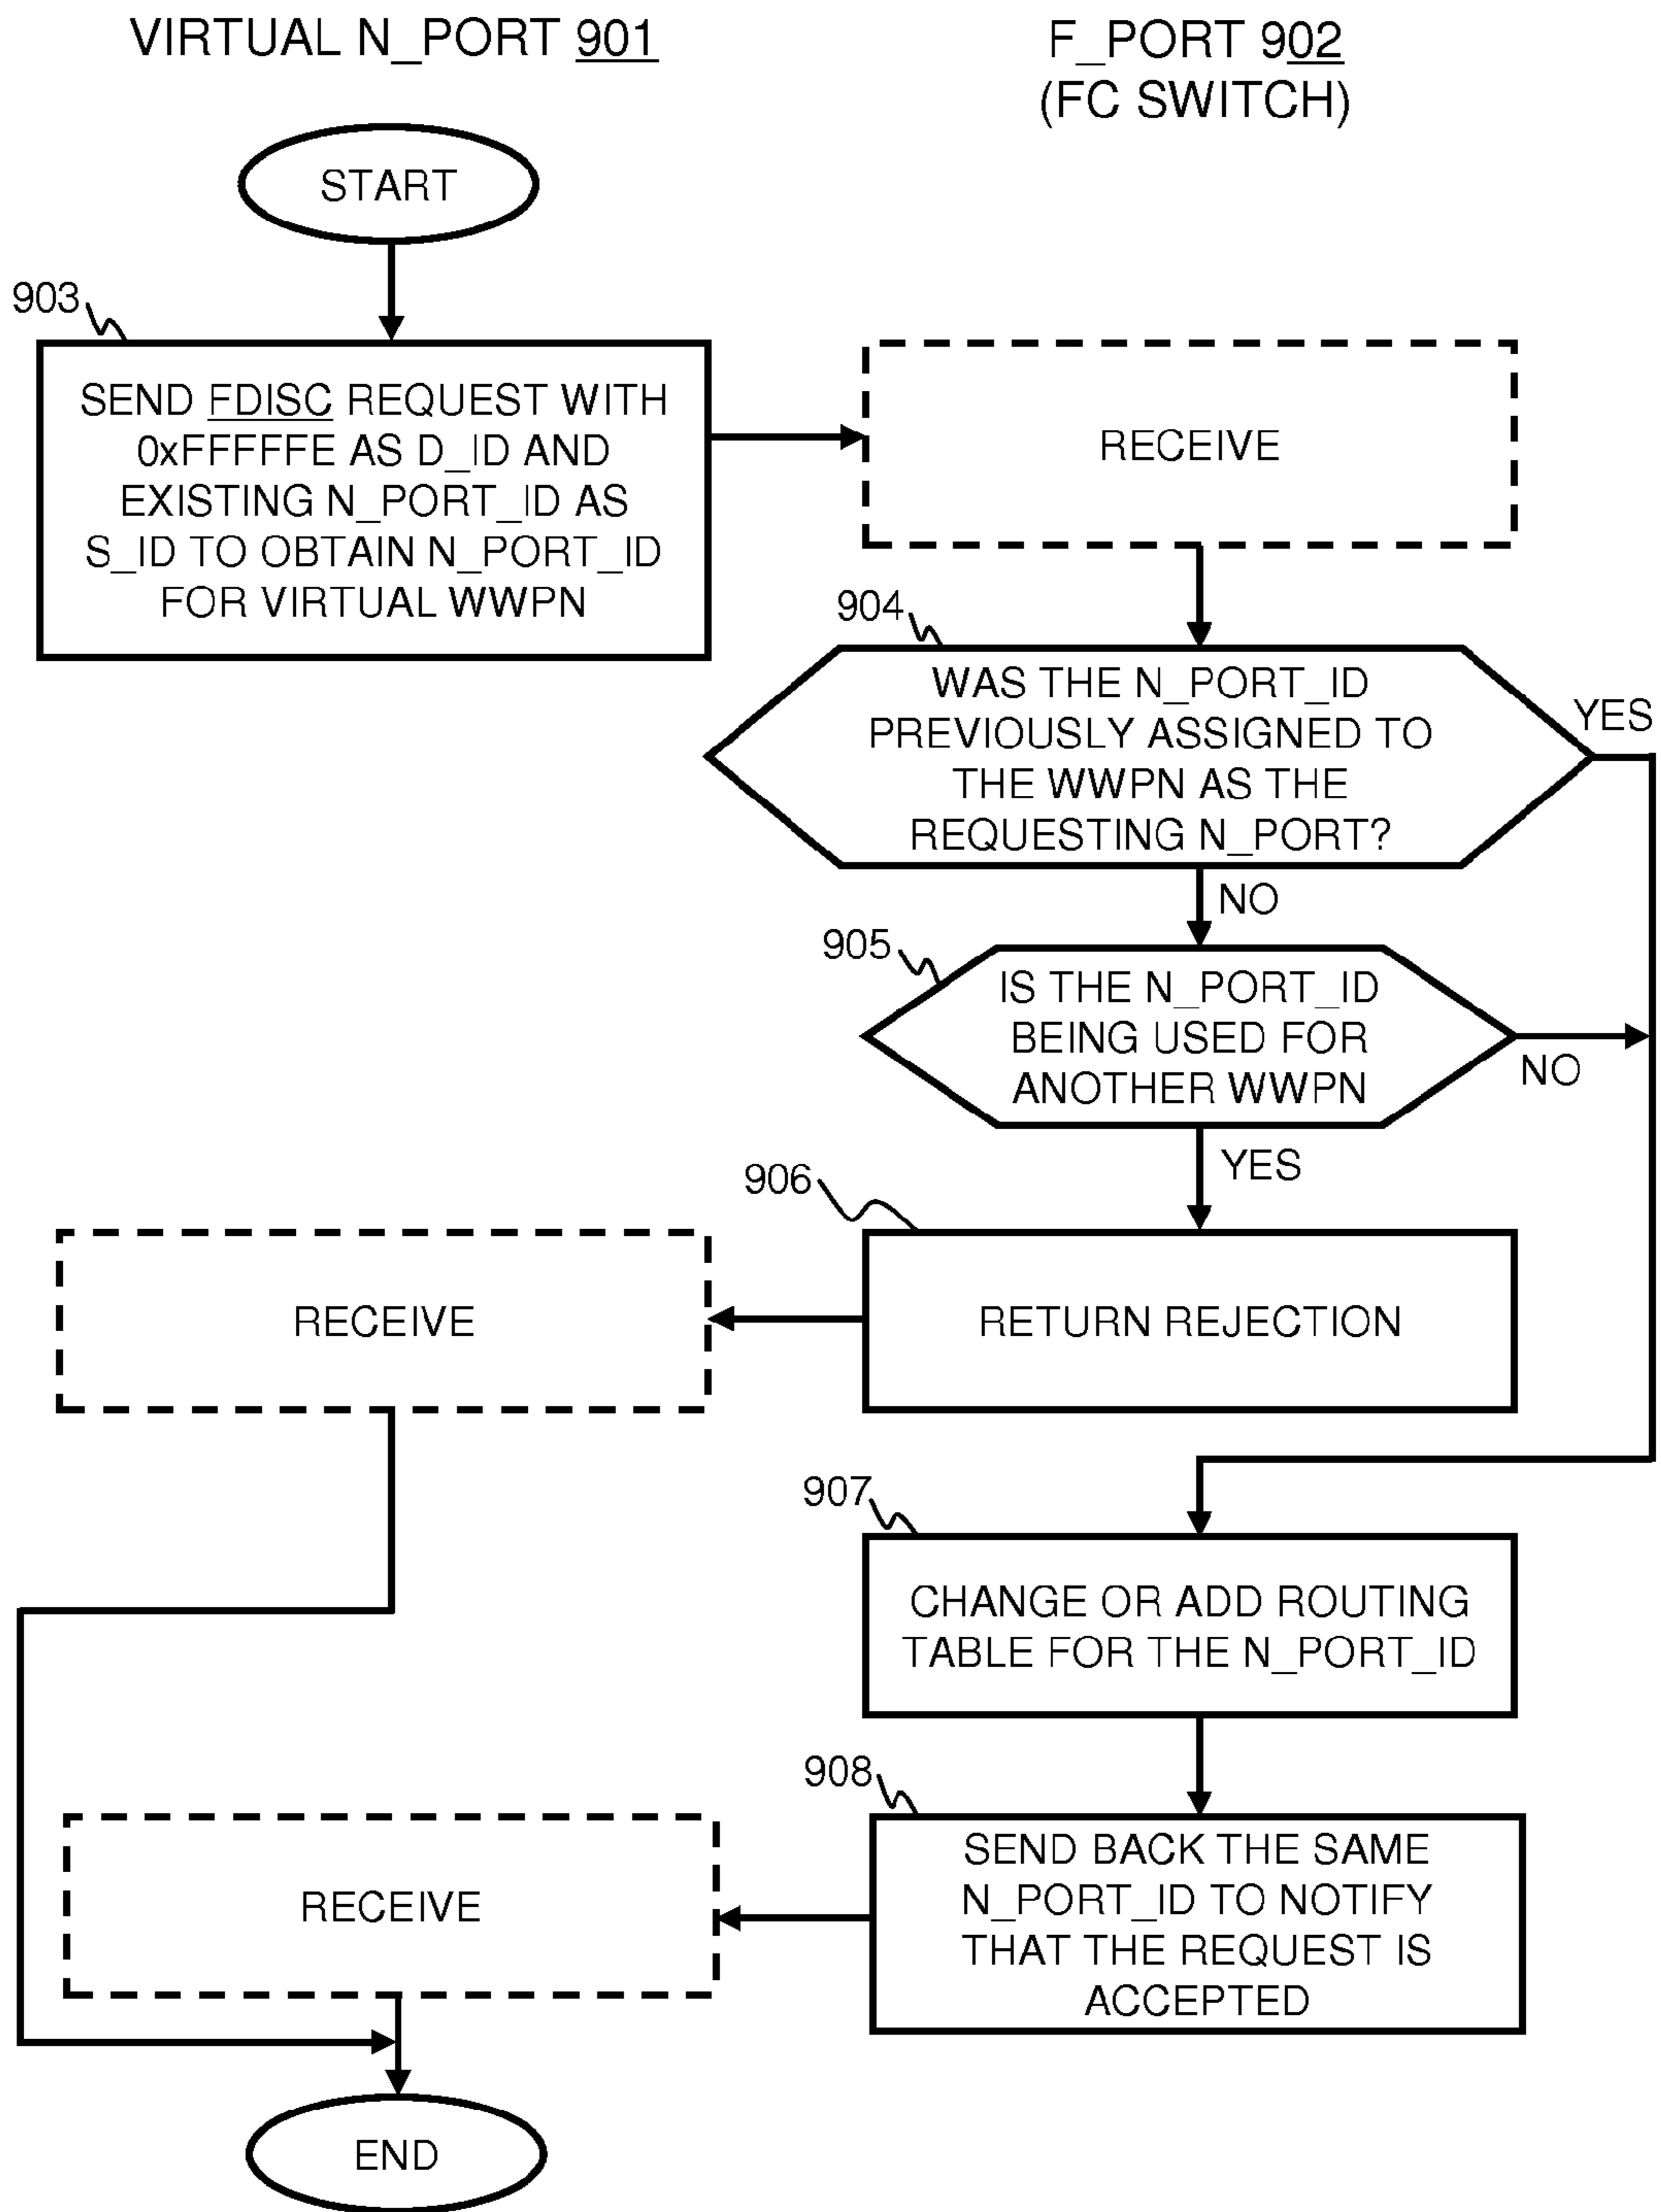 VIRTUAL N_PORT 901
F_PORT 902
(FC SWITCH)
START
903
SEND FDISC REQUEST WITH
0xFFFFFE AS D_ID AND
EXISTING N_PORT_ID AS
S_ID TO OBTAIN N_PORT_ID
FOR VIRTUAL WWPN
RECEIVE
904
WAS THE N_PORT_ID
PREVIOUSLY ASSIGNED TO
THE WWPN AS THE
REQUESTING N_PORT?
YES
NO
905
IS THE N_PORT_ID
BEING USED FOR
ANOTHER WWPN
NO
YES
906
RECEIVE
RETURN REJECTION
907
CHANGE OR ADD ROUTING
TABLE FOR THE N_PORT_ID
908
RECEIVE
SEND BACK THE SAME
N_PORT_ID TO NOTIFY
THAT THE REQUEST IS
ACCEPTED
END